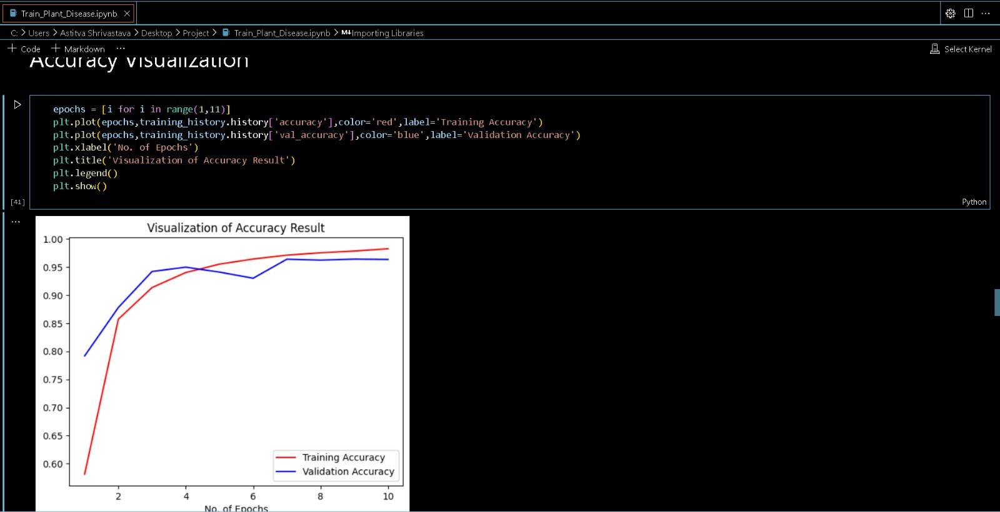 Train_Plant_Disease.ipynb
C: > Users > Astitva Shrivastava > Desktop > Project > Train_Plant_Disease.ipynb > M↓Importing Libraries
+ Code + Markdown ... Select Kernel
Accuracy Visualization
epochs = [i for i in range(1,11)]
plt.plot(epochs,training_history.history['accuracy'],color='red',label='Training Accuracy')
plt.plot(epochs,training_history.history['val_accuracy'],color='blue',label='Validation Accuracy')
plt.xlabel('No. of Epochs')
plt.title('Visualization of Accuracy Result')
plt.legend()
plt.show()
[41] Python
Visualization of Accuracy Result
1.00
0.95
0.90
0.85
0.80
0.75
0.70
0.65
0.60
Training Accuracy
Validation Accuracy
2 4 6 8 10
No. of Epochs